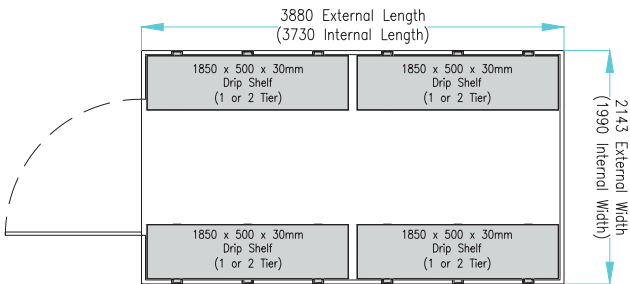 3880 External Length
(3730 Internal Length)
1850 x 500 x 30mm
Drip Shelf
(1 or 2 Tier)
1850 x 500 x 30mm
Drip Shelf
(1 or 2 Tier)
2143 External Width
(1990 Internal Width)
1850 x 500 x 30mm
Drip Shelf
(1 or 2 Tier)
1850 x 500 x 30mm
Drip Shelf
(1 or 2 Tier)